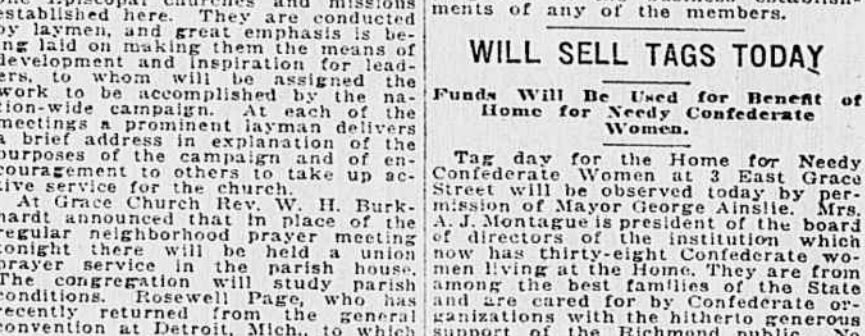 established here. They are conducted
by laymen, and great emphasis is be-
ing laid on making them the means of
development and inspiration for lead-
ers, to whom will be assigned the
work to be accomplished by the na-
tion-wide campaign. At each of the
meetings a prominent layman delivers
a brief address in explanation of the
purposes of the campaign and of en-
couragement to others to take up ac-
tive service for the church.
At Grace Church Rev. W. H. Burk-
hardt announced that in place of the
regular neighborhood prayer meeting
tonight there will be held a union
prayer service in the parish house.
The congregation will study parish
conditions. Rosewell Page, who has
recently returned from the general
convention at Detroit, Mich., to which
ments of any of the members.
WILL SELL TAGS TODAY
Funds Will Be Used for Benefit of
Home for Needy Confederate
Women.
Tag day for the Home for Needy
Confederate Women at 3 East Grace
Street will be observed today by per-
mission of Mayor George Ainslie. Mrs.
A. J. Montague is president of the board
of directors of the institution which
now has thirty-eight Confederate wo-
men living at the Home. They are from
among the best families of the State
and are cared for by Confederate or-
ganizations with the hitherto generous
support of the Richmond public.